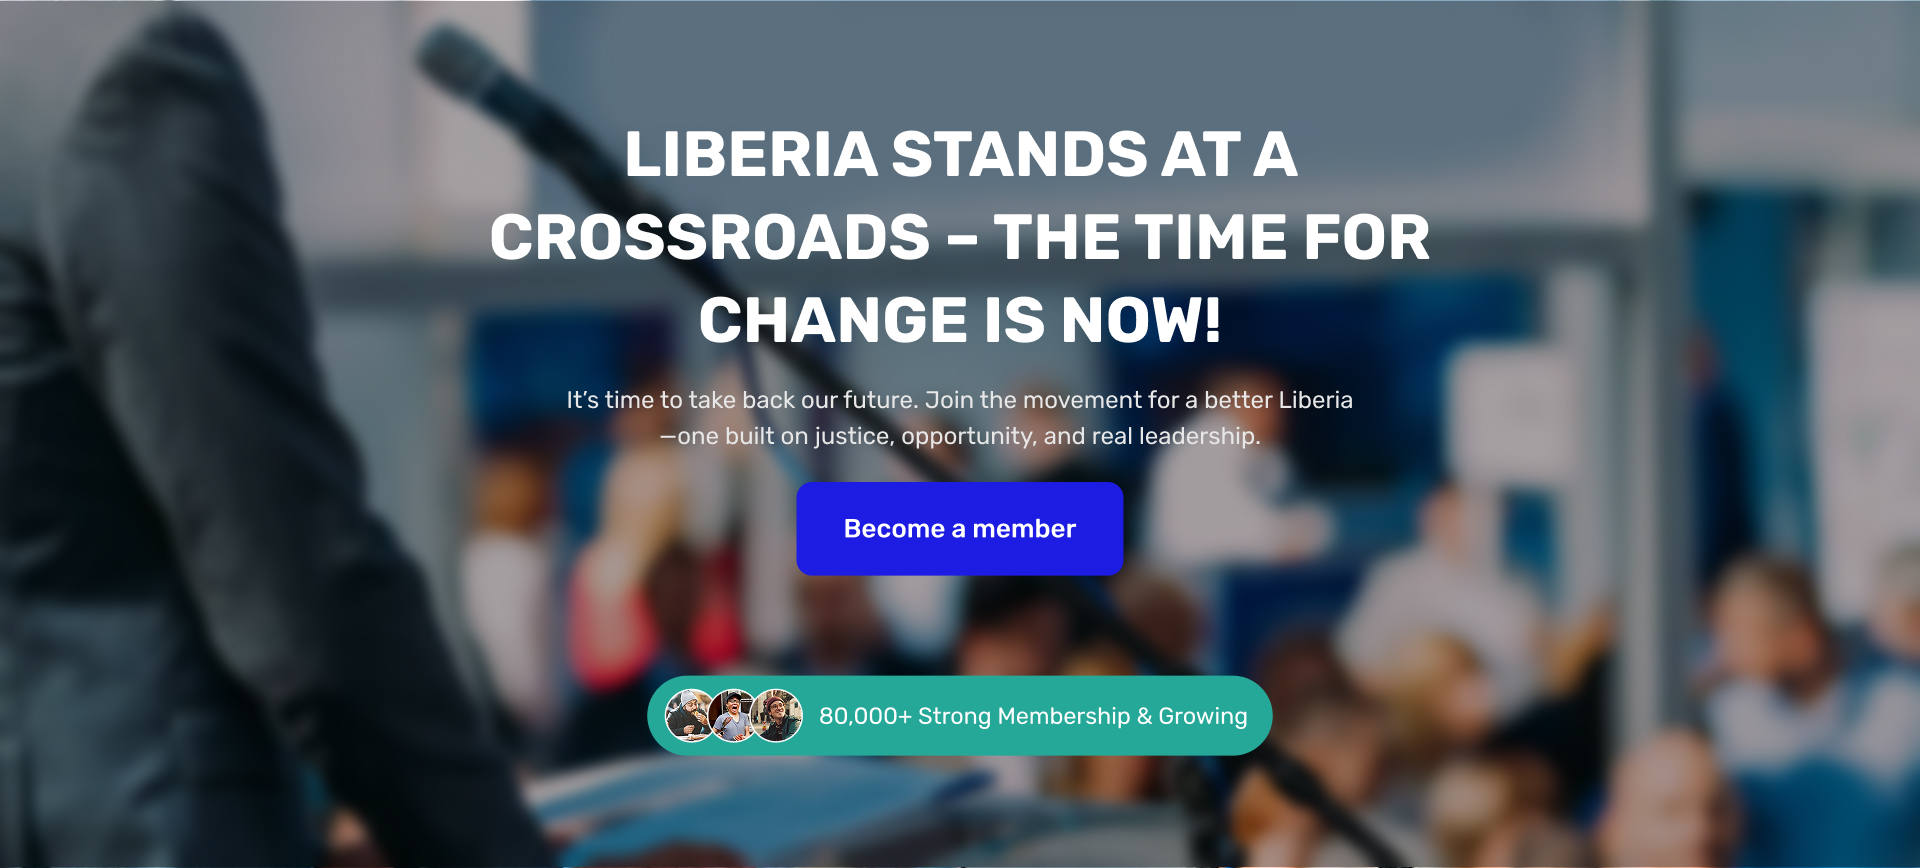 LIBERIA STANDS AT A
CROSSROADS – THE TIME FOR
CHANGE IS NOW!
It’s time to take back our future. Join the movement for a better Liberia
—one built on justice, opportunity, and real leadership.
Become a member
80,000+ Strong Membership & Growing